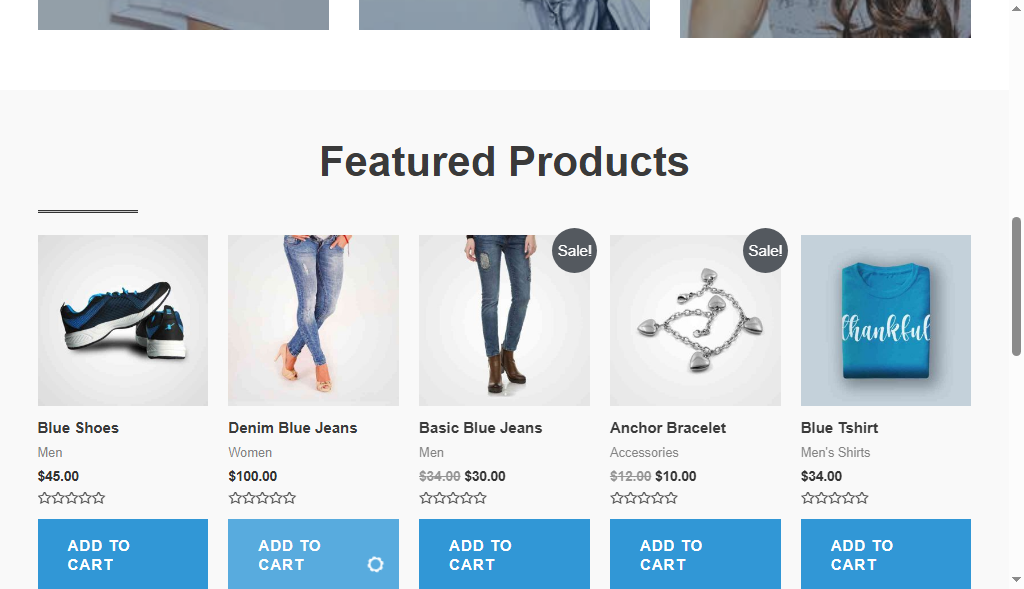 Featured Products
Sale!
Sale!
thankful
Blue Shoes
Men
$45.00
Denim Blue Jeans
Women
$100.00
Basic Blue Jeans
Men
$34.00 $30.00
Anchor Bracelet
Accessories
$12.00 $10.00
Blue Tshirt
Men's Shirts
$34.00
ADD TO
CART
ADD TO
CART
ADD TO
CART
ADD TO
CART
ADD TO
CART